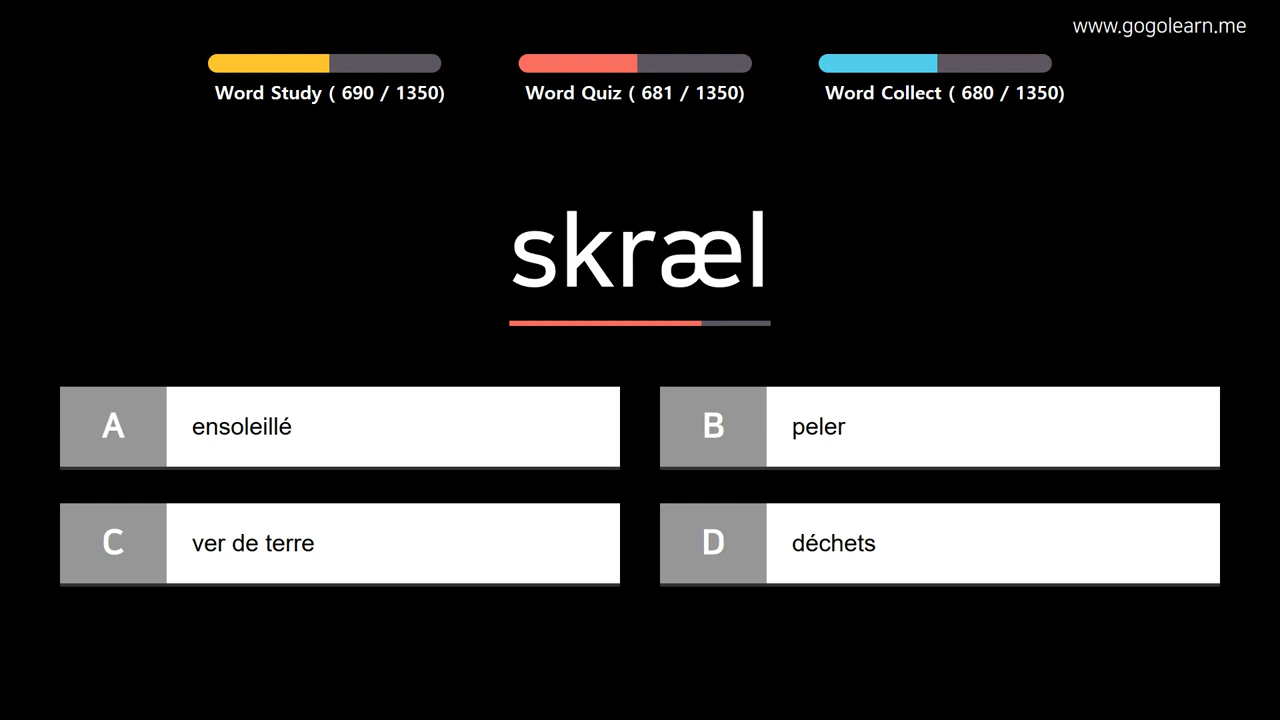 www.gogolearn.me
Word Study ( 690 / 1350)
Word Quiz ( 681 / 1350)
Word Collect ( 680 / 1350)
skræl
A
ensoleillé
B
peler
C
ver de terre
D
déchets